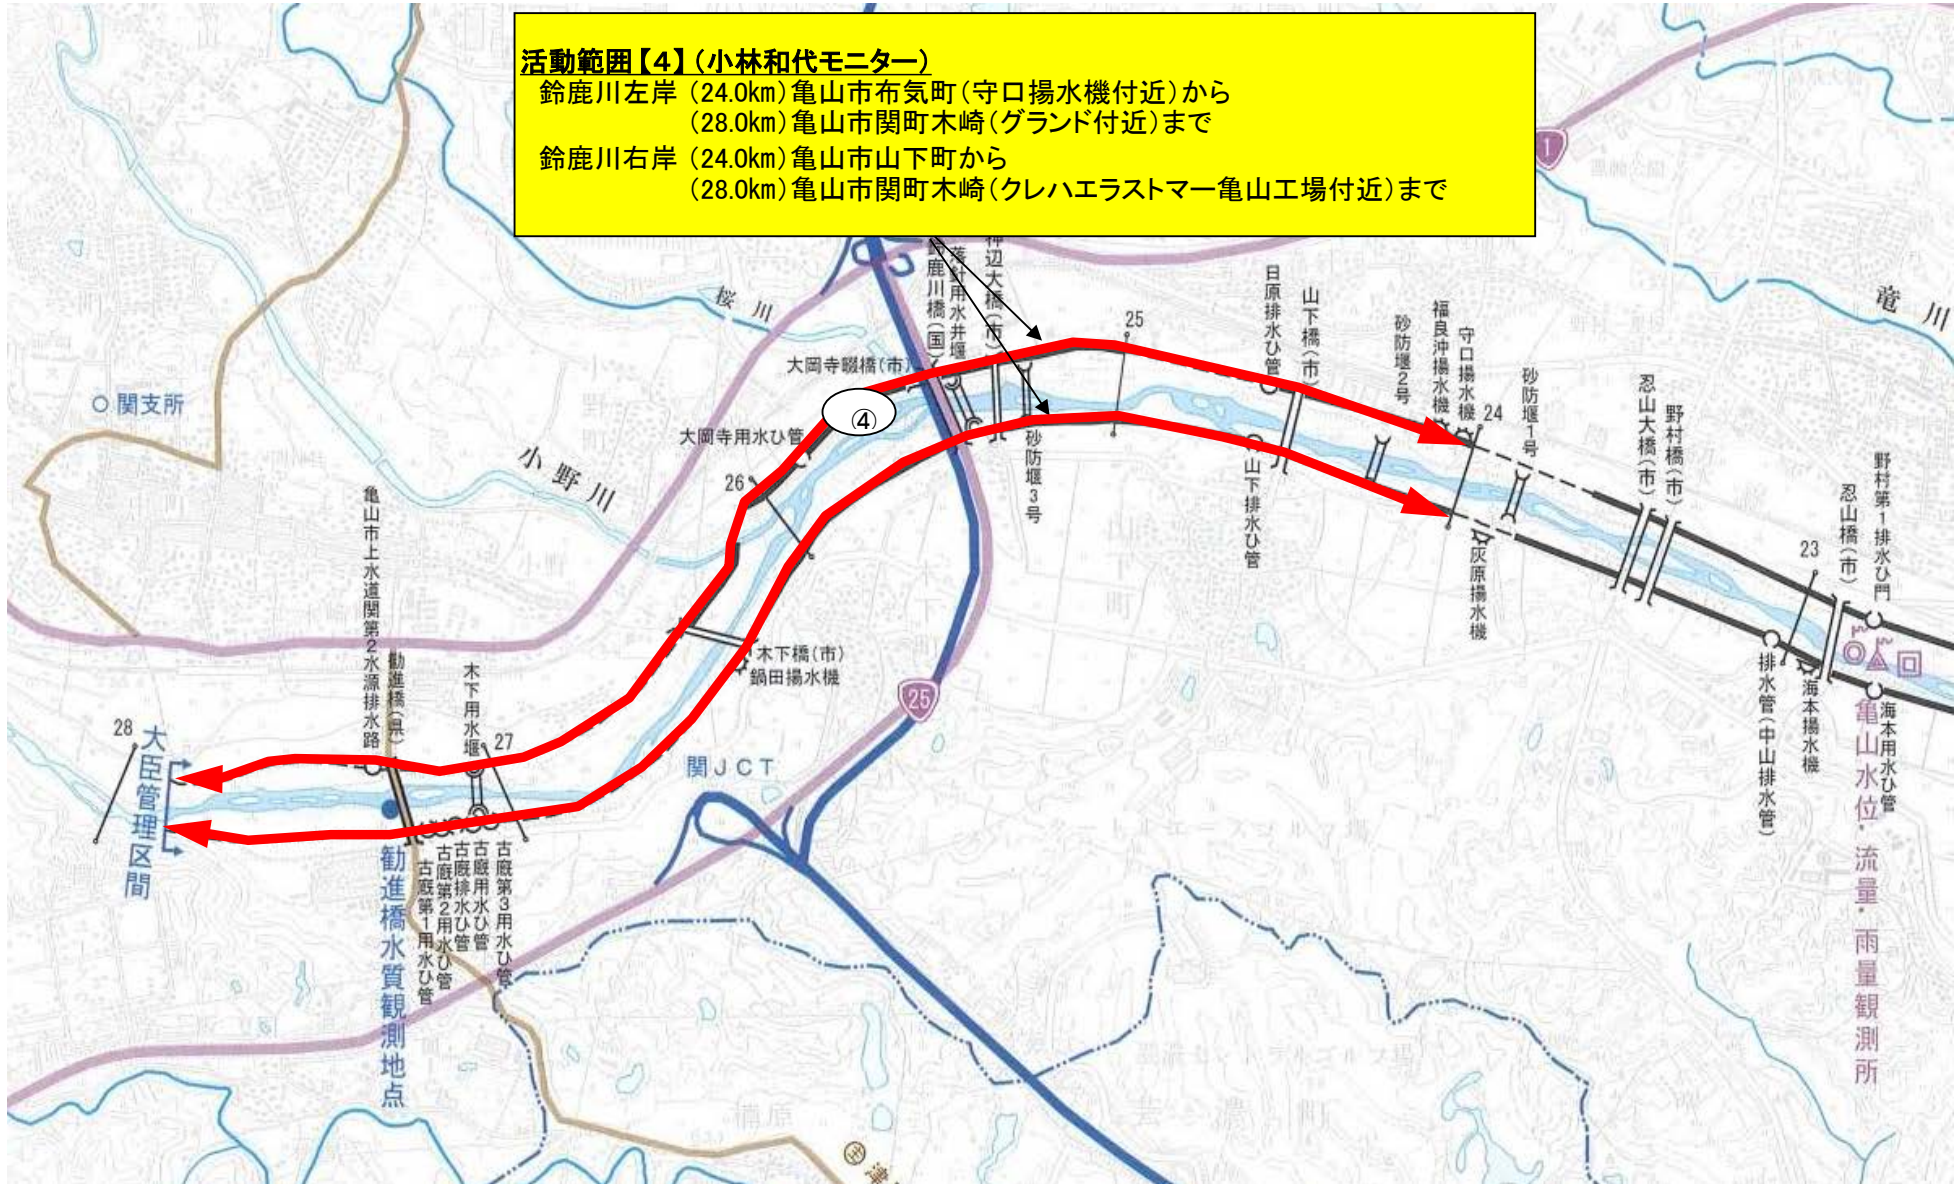 活動範囲【4】（小林和代モニター）
鈴鹿川左岸（24.0km）亀山市布気町（守口揚水機付近）から
（28.0km）亀山市関町木崎（グランド付近）まで
鈴鹿川右岸（24.0km）亀山市山下町から
（28.0km）亀山市関町木崎（クレハエラストマー亀山工場付近）まで
1
竜川
桜川
鈴鹿川橋（国）
落針用水井堰
神辺大橋（市）
25
日原排水ひ管
山下橋（市）
砂防堰2号
福良沖揚水機
守口揚水機
24
砂防堰1号
忍山大橋（市）
野村橋（市）
23
忍山橋（市）
野村第1排水ひ門
大岡寺畷橋（市）
④
大岡寺用水ひ管
26
関支所
小野川
砂防堰3号
山下排水ひ管
灰原揚水機
排水管（中山排水管）
海本揚水機
海本用水ひ管
亀山水位・流量・雨量観測所
亀山市上水道関第2水源排水路
勧進橋（県）
木下用水堰
27
木下橋（市）
鍋田揚水機
25
関JCT
28
大臣管理区間
勧進橋水質観測地点
古厩第1用水ひ管
古厩第2用水ひ管
古厩排水ひ管
古厩用水ひ管
古厩第3用水ひ管
楠原
芸濃町
津